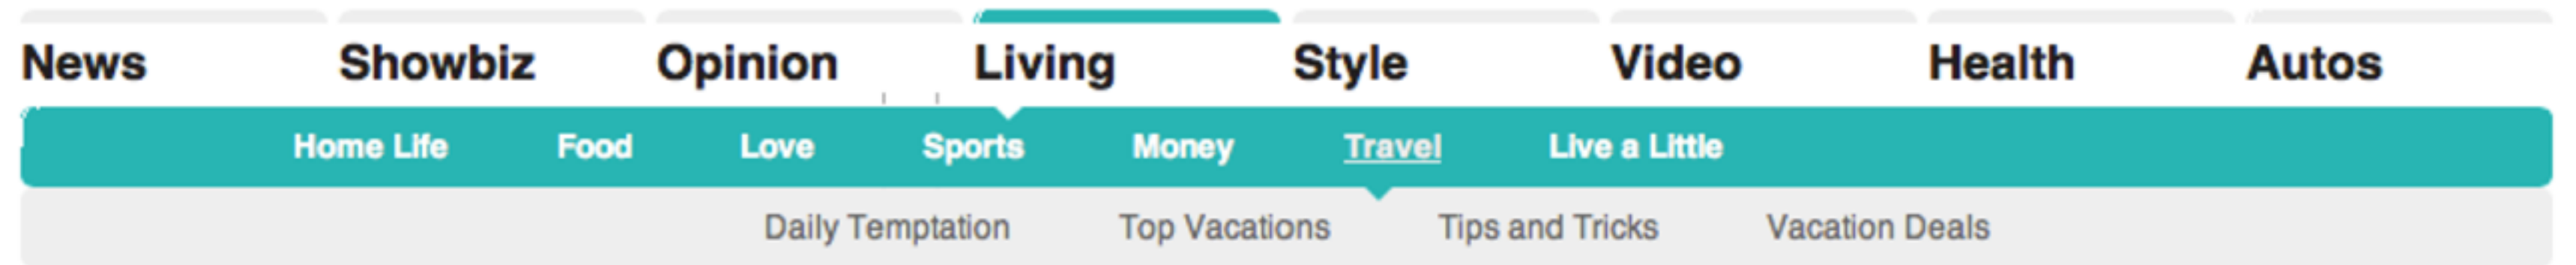 News Showbiz Opinion Living Style Video Health Autos
Home Life Food Love Sports Money Travel Live a Little
Daily Temptation Top Vacations Tips and Tricks Vacation Deals